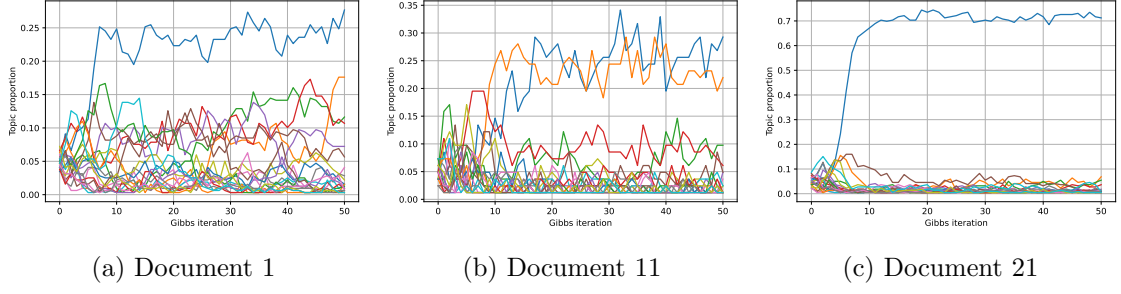 0.25
0.20
0.15
0.10
0.05
0.00
Topic proportion
0 10 20 30 40 50
Gibbs iteration
(a) Document 1
0.35
0.30
0.25
0.20
0.15
0.10
0.05
0.00
Topic proportion
0 10 20 30 40 50
Gibbs iteration
(b) Document 11
0.7
0.6
0.5
0.4
0.3
0.2
0.1
0.0
Topic proportion
0 10 20 30 40 50
Gibbs iteration
(c) Document 21